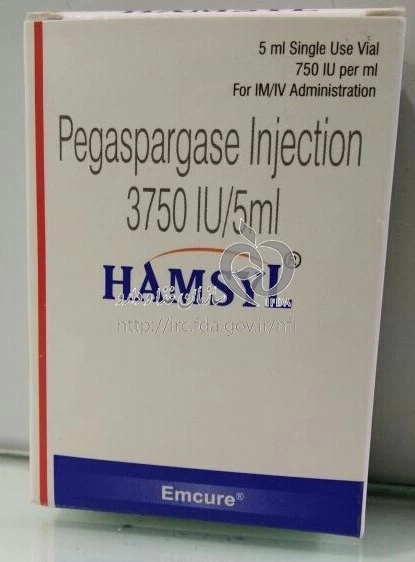 5 ml Single Use Vial
750 IU per ml
For IM/IV Administration
Pegaspargase Injection
3750 IU/5ml
HAMSYL®
IFDA
http://irc.fda.gov.ir/nfi
Emcure®